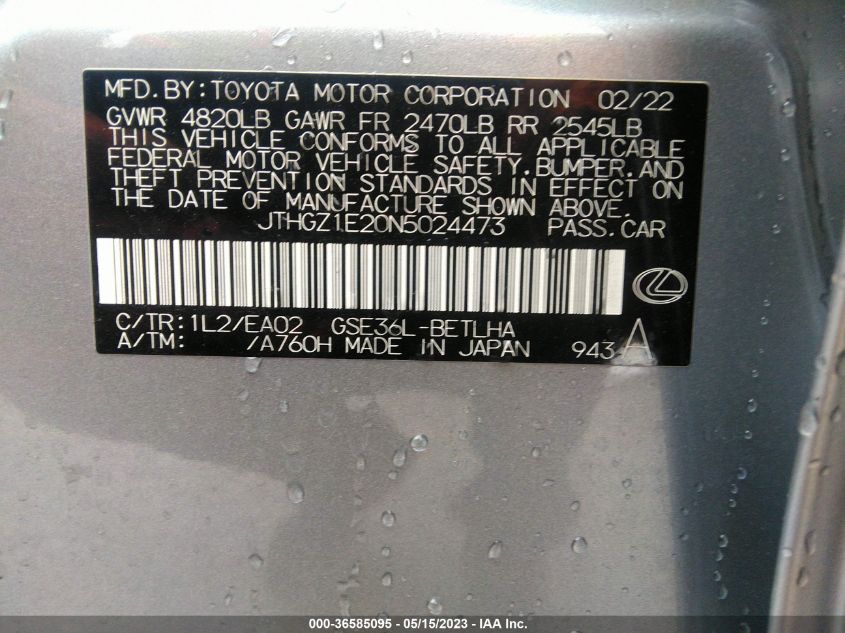 MFD.BY:TOYOTA MOTOR CORPORATION 02/22
GVWR 4820LB GAWR FR 2470LB RR 2545LB
THIS VEHICLE CONFORMS TO ALL APPLICABLE
FEDERAL MOTOR VEHICLE SAFETY.BUMPER.AND
THEFT PREVENTION STANDARDS IN EFFECT ON
THE DATE OF MANUFACTURE SHOWN ABOVE.
JTHGZ1E20N5024473 PASS.CAR
C/TR:1L2/EA02 GSE36L-BETLHA
A/TM: /A760H MADE IN JAPAN 943 A
000-36585095 - 05/15/2023 - IAA Inc.